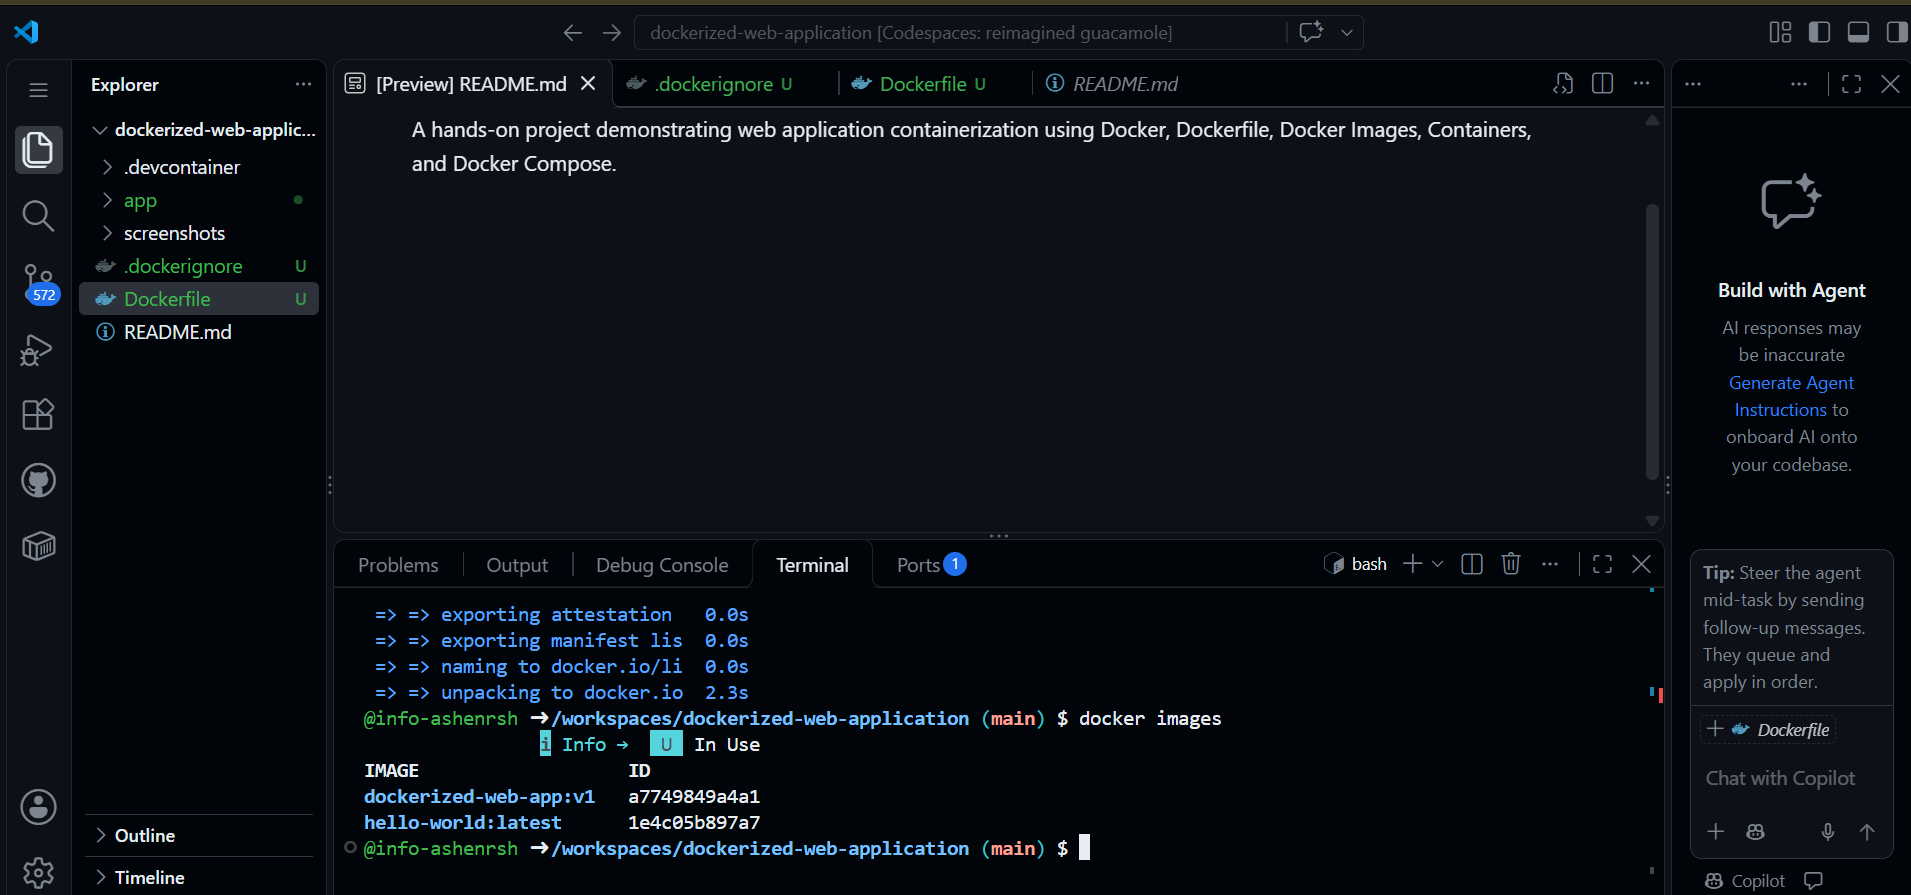 dockerized-web-application [Codespaces: reimagined guacamole]
Explorer
dockerized-web-applic...
.devcontainer
app
screenshots
.dockerignore U
Dockerfile U
README.md
572
Outline
Timeline
[Preview] README.md
.dockerignore U
Dockerfile U
README.md
A hands-on project demonstrating web application containerization using Docker, Dockerfile, Docker Images, Containers,
and Docker Compose.
Problems
Output
Debug Console
Terminal
Ports 1
bash
=> => exporting attestation 0.0s
=> => exporting manifest lis 0.0s
=> => naming to docker.io/li 0.0s
=> => unpacking to docker.io 2.3s
@info-ashenrsh ➜ /workspaces/dockerized-web-application (main) $ docker images
i Info → U In Use
IMAGE ID
dockerized-web-app:v1 a7749849a4a1
hello-world:latest 1e4c05b897a7
@info-ashenrsh ➜ /workspaces/dockerized-web-application (main) $
Build with Agent
AI responses may
be inaccurate
Generate Agent
Instructions to
onboard AI onto
your codebase.
Tip: Steer the agent
mid-task by sending
follow-up messages.
They queue and
apply in order.
Dockerfile
Chat with Copilot
Copilot